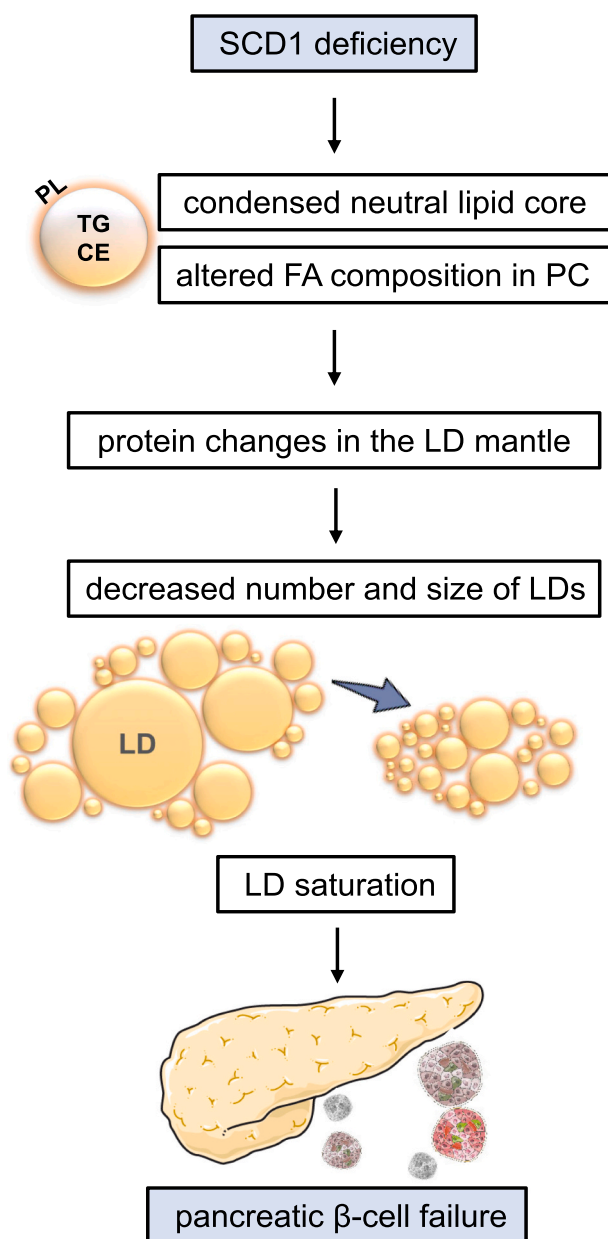 SCD1 deficiency
PL
TG
CE
condensed neutral lipid core
altered FA composition in PC
protein changes in the LD mantle
decreased number and size of LDs
LD
LD saturation
pancreatic β-cell failure